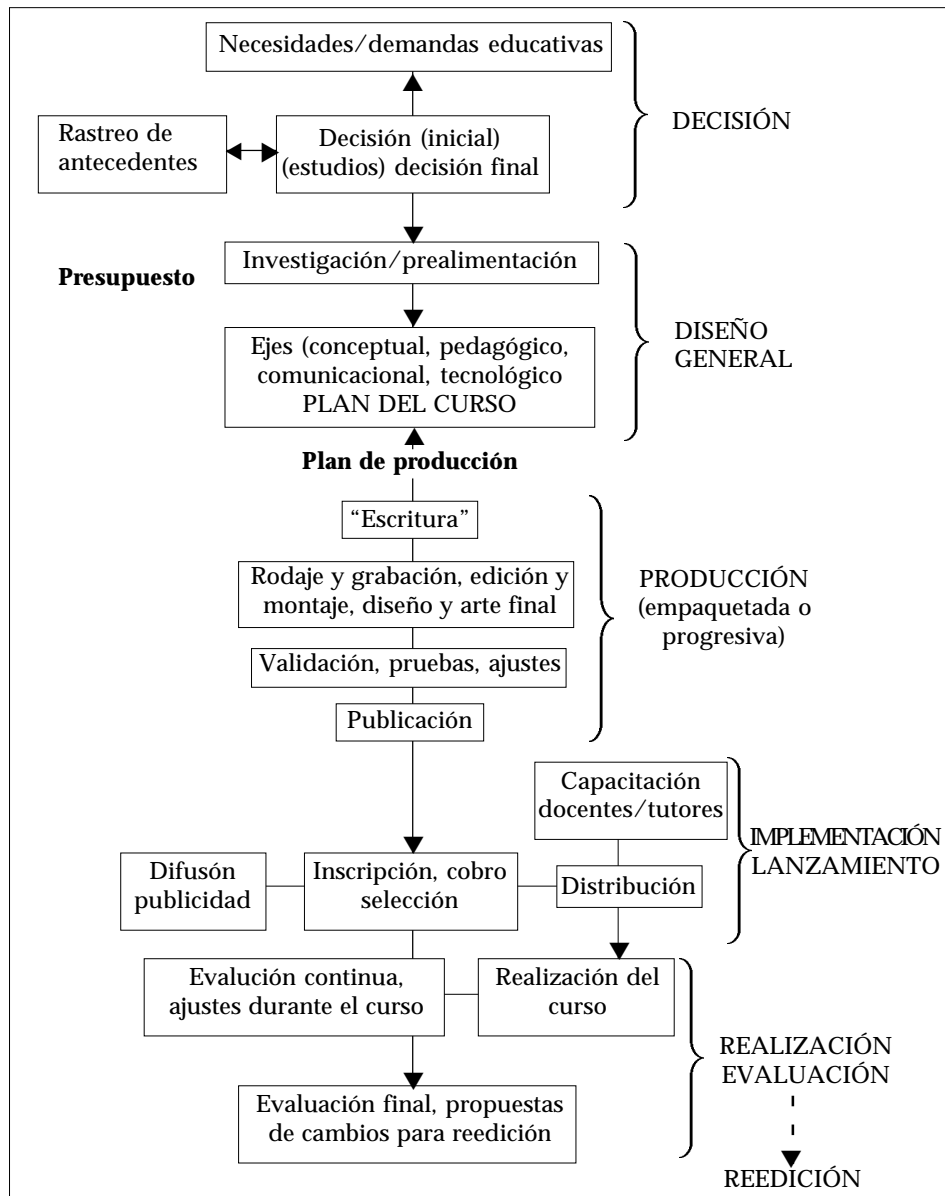 Necesidades/demandas educativas
DECISIÓN
Rastreo de
antecedentes
Decisión (inicial)
(estudios) decisión final
Investigación/prealimentación
Presupuesto
DISEÑO
GENERAL
Ejes (conceptual, pedagógico,
comunicacional, tecnológico
PLAN DEL CURSO
Plan de producción
“Escritura”
Rodaje y grabación, edición y
montaje, diseño y arte final
PRODUCCIÓN
(empaquetada o
progresiva)
Validación, pruebas, ajustes
Publicación
Capacitación
docentes/tutores
IMPLEMENTACIÓN
LANZAMIENTO
Difusón
publicidad
Inscripción, cobro
selección
Distribución
Evalución continua,
ajustes durante el curso
Realización del
curso
REALIZACIÓN
EVALUACIÓN
Evaluación final, propuestas
de cambios para reedición
REEDICIÓN